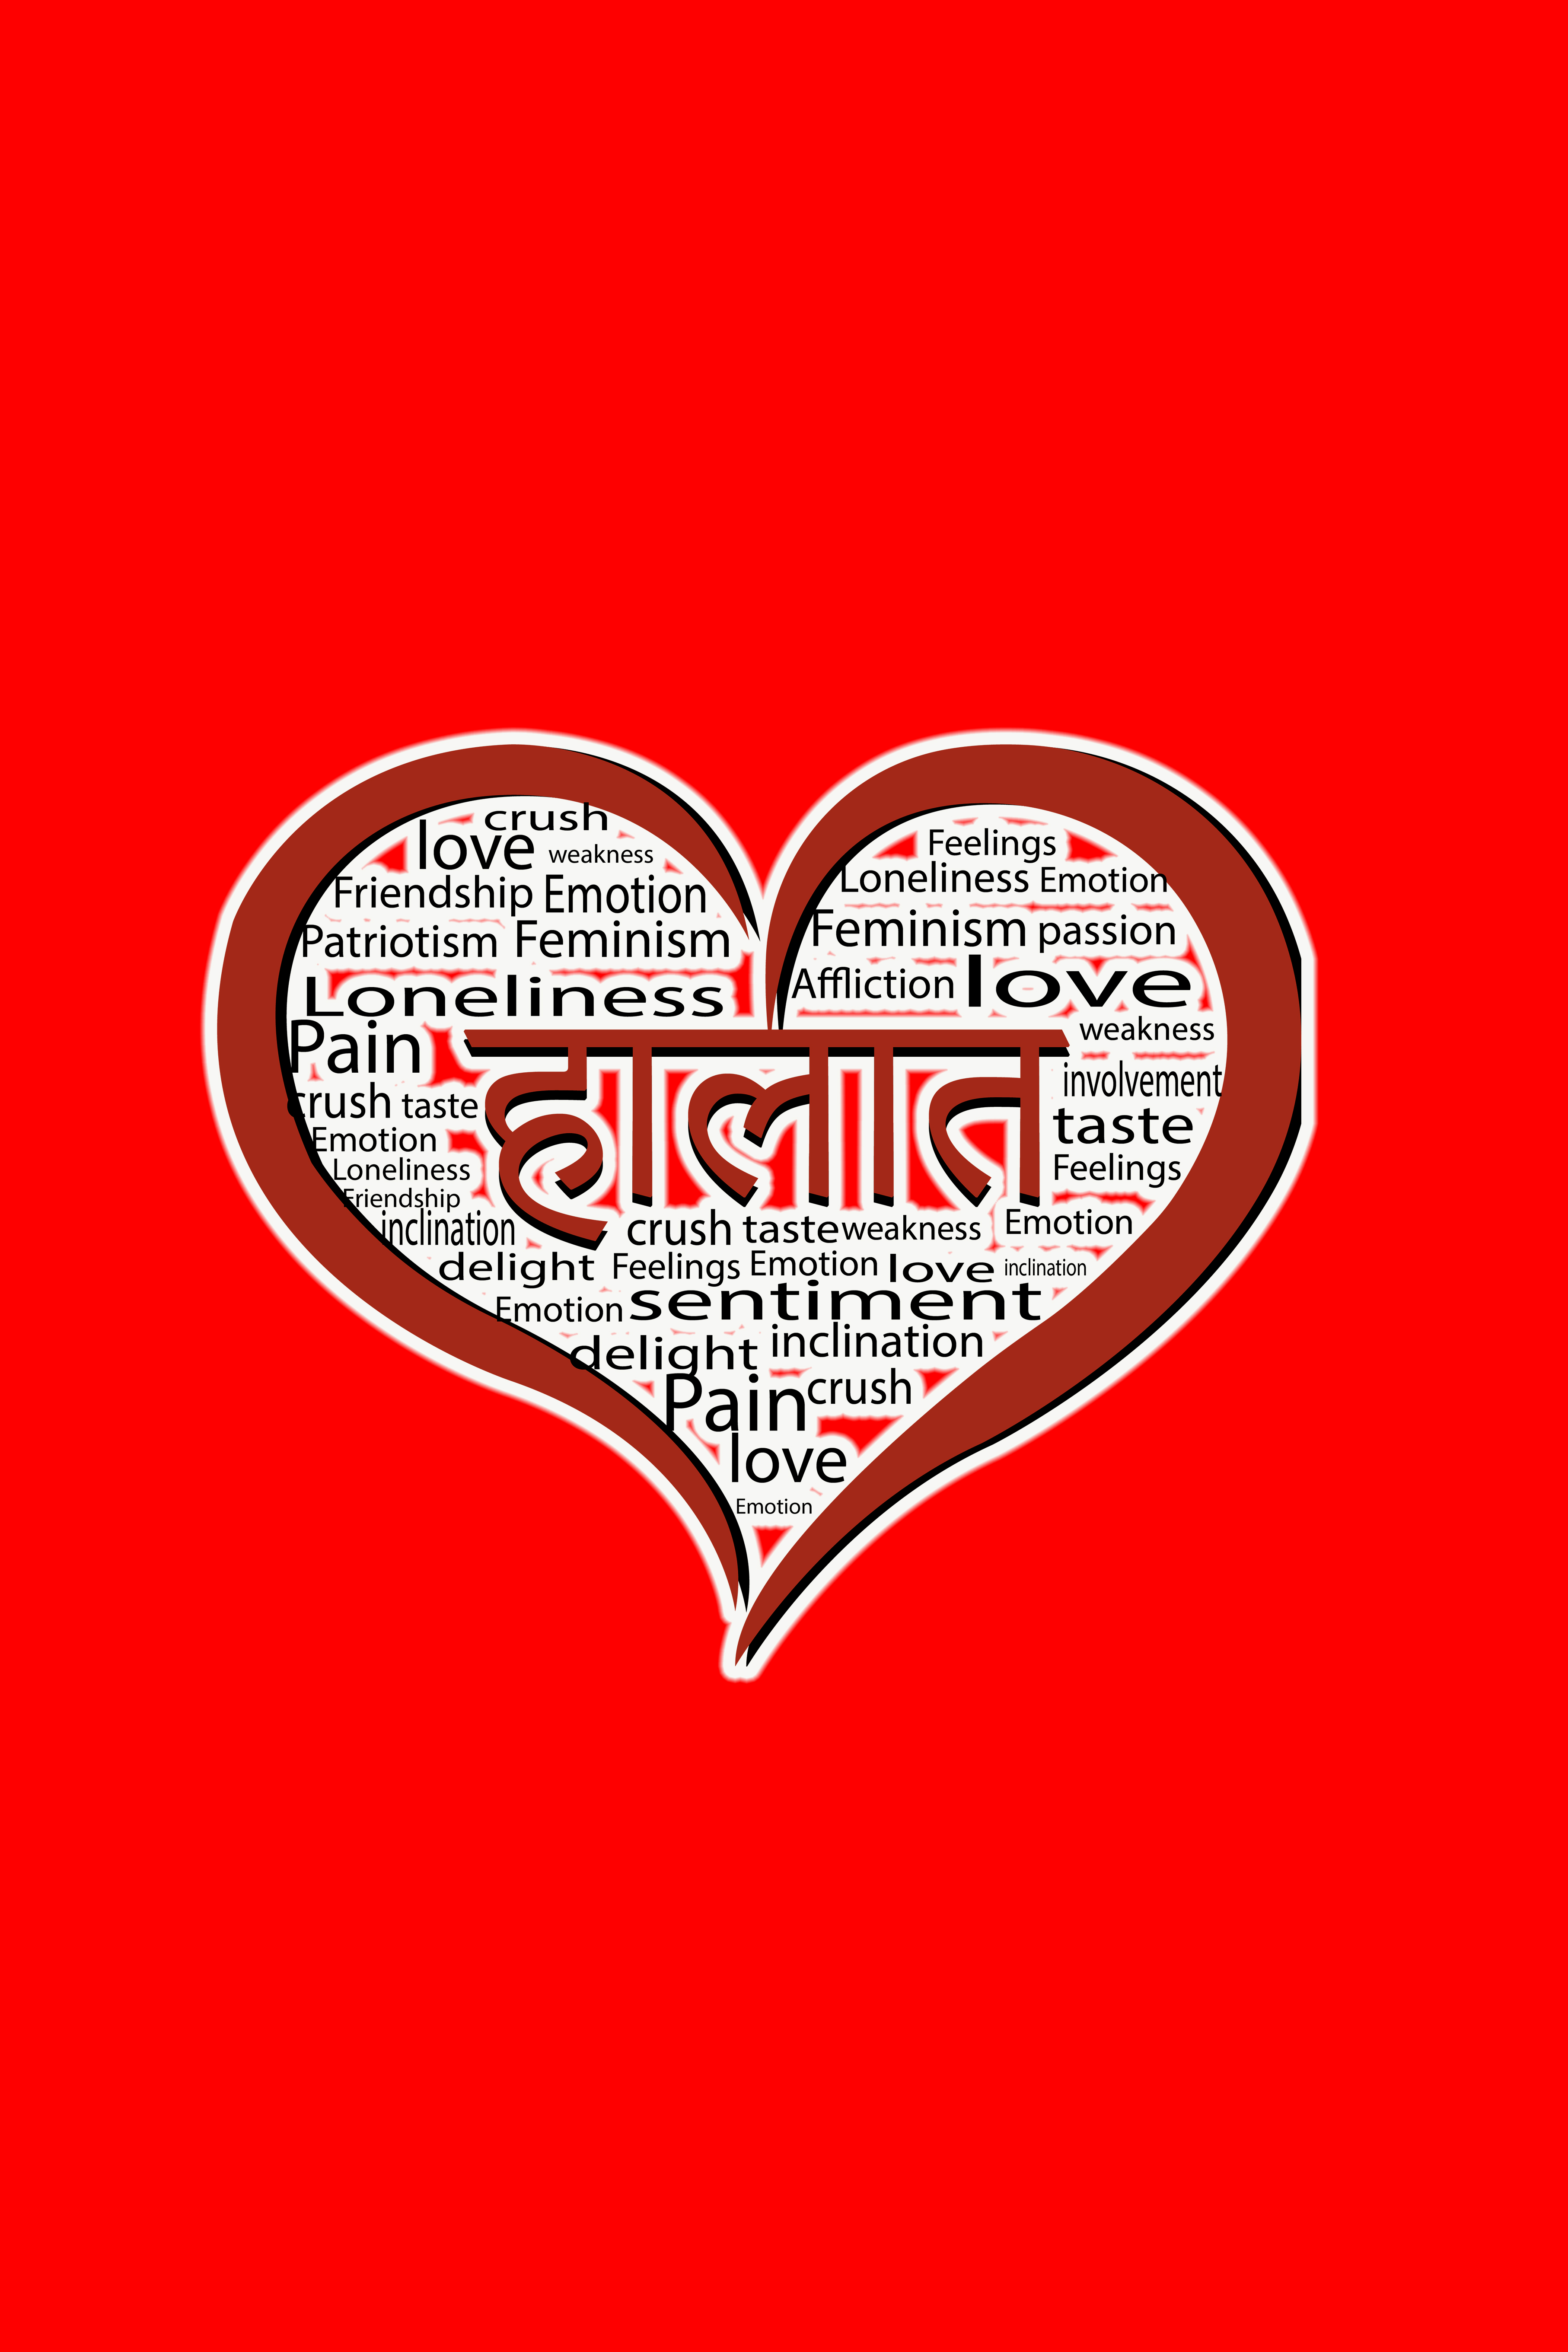 crush
love weakness
Friendship Emotion
Patriotism Feminism
Loneliness
Pain
Feelings
Loneliness Emotion
Feminism passion
Affliction love
weakness
हालात
crush taste
Emotion
Loneliness
Friendship
inclination
involvement
taste
Feelings
crush taste weakness Emotion
delight Feelings Emotion love inclination
Emotion sentiment
delight inclination
Pain crush
love
Emotion